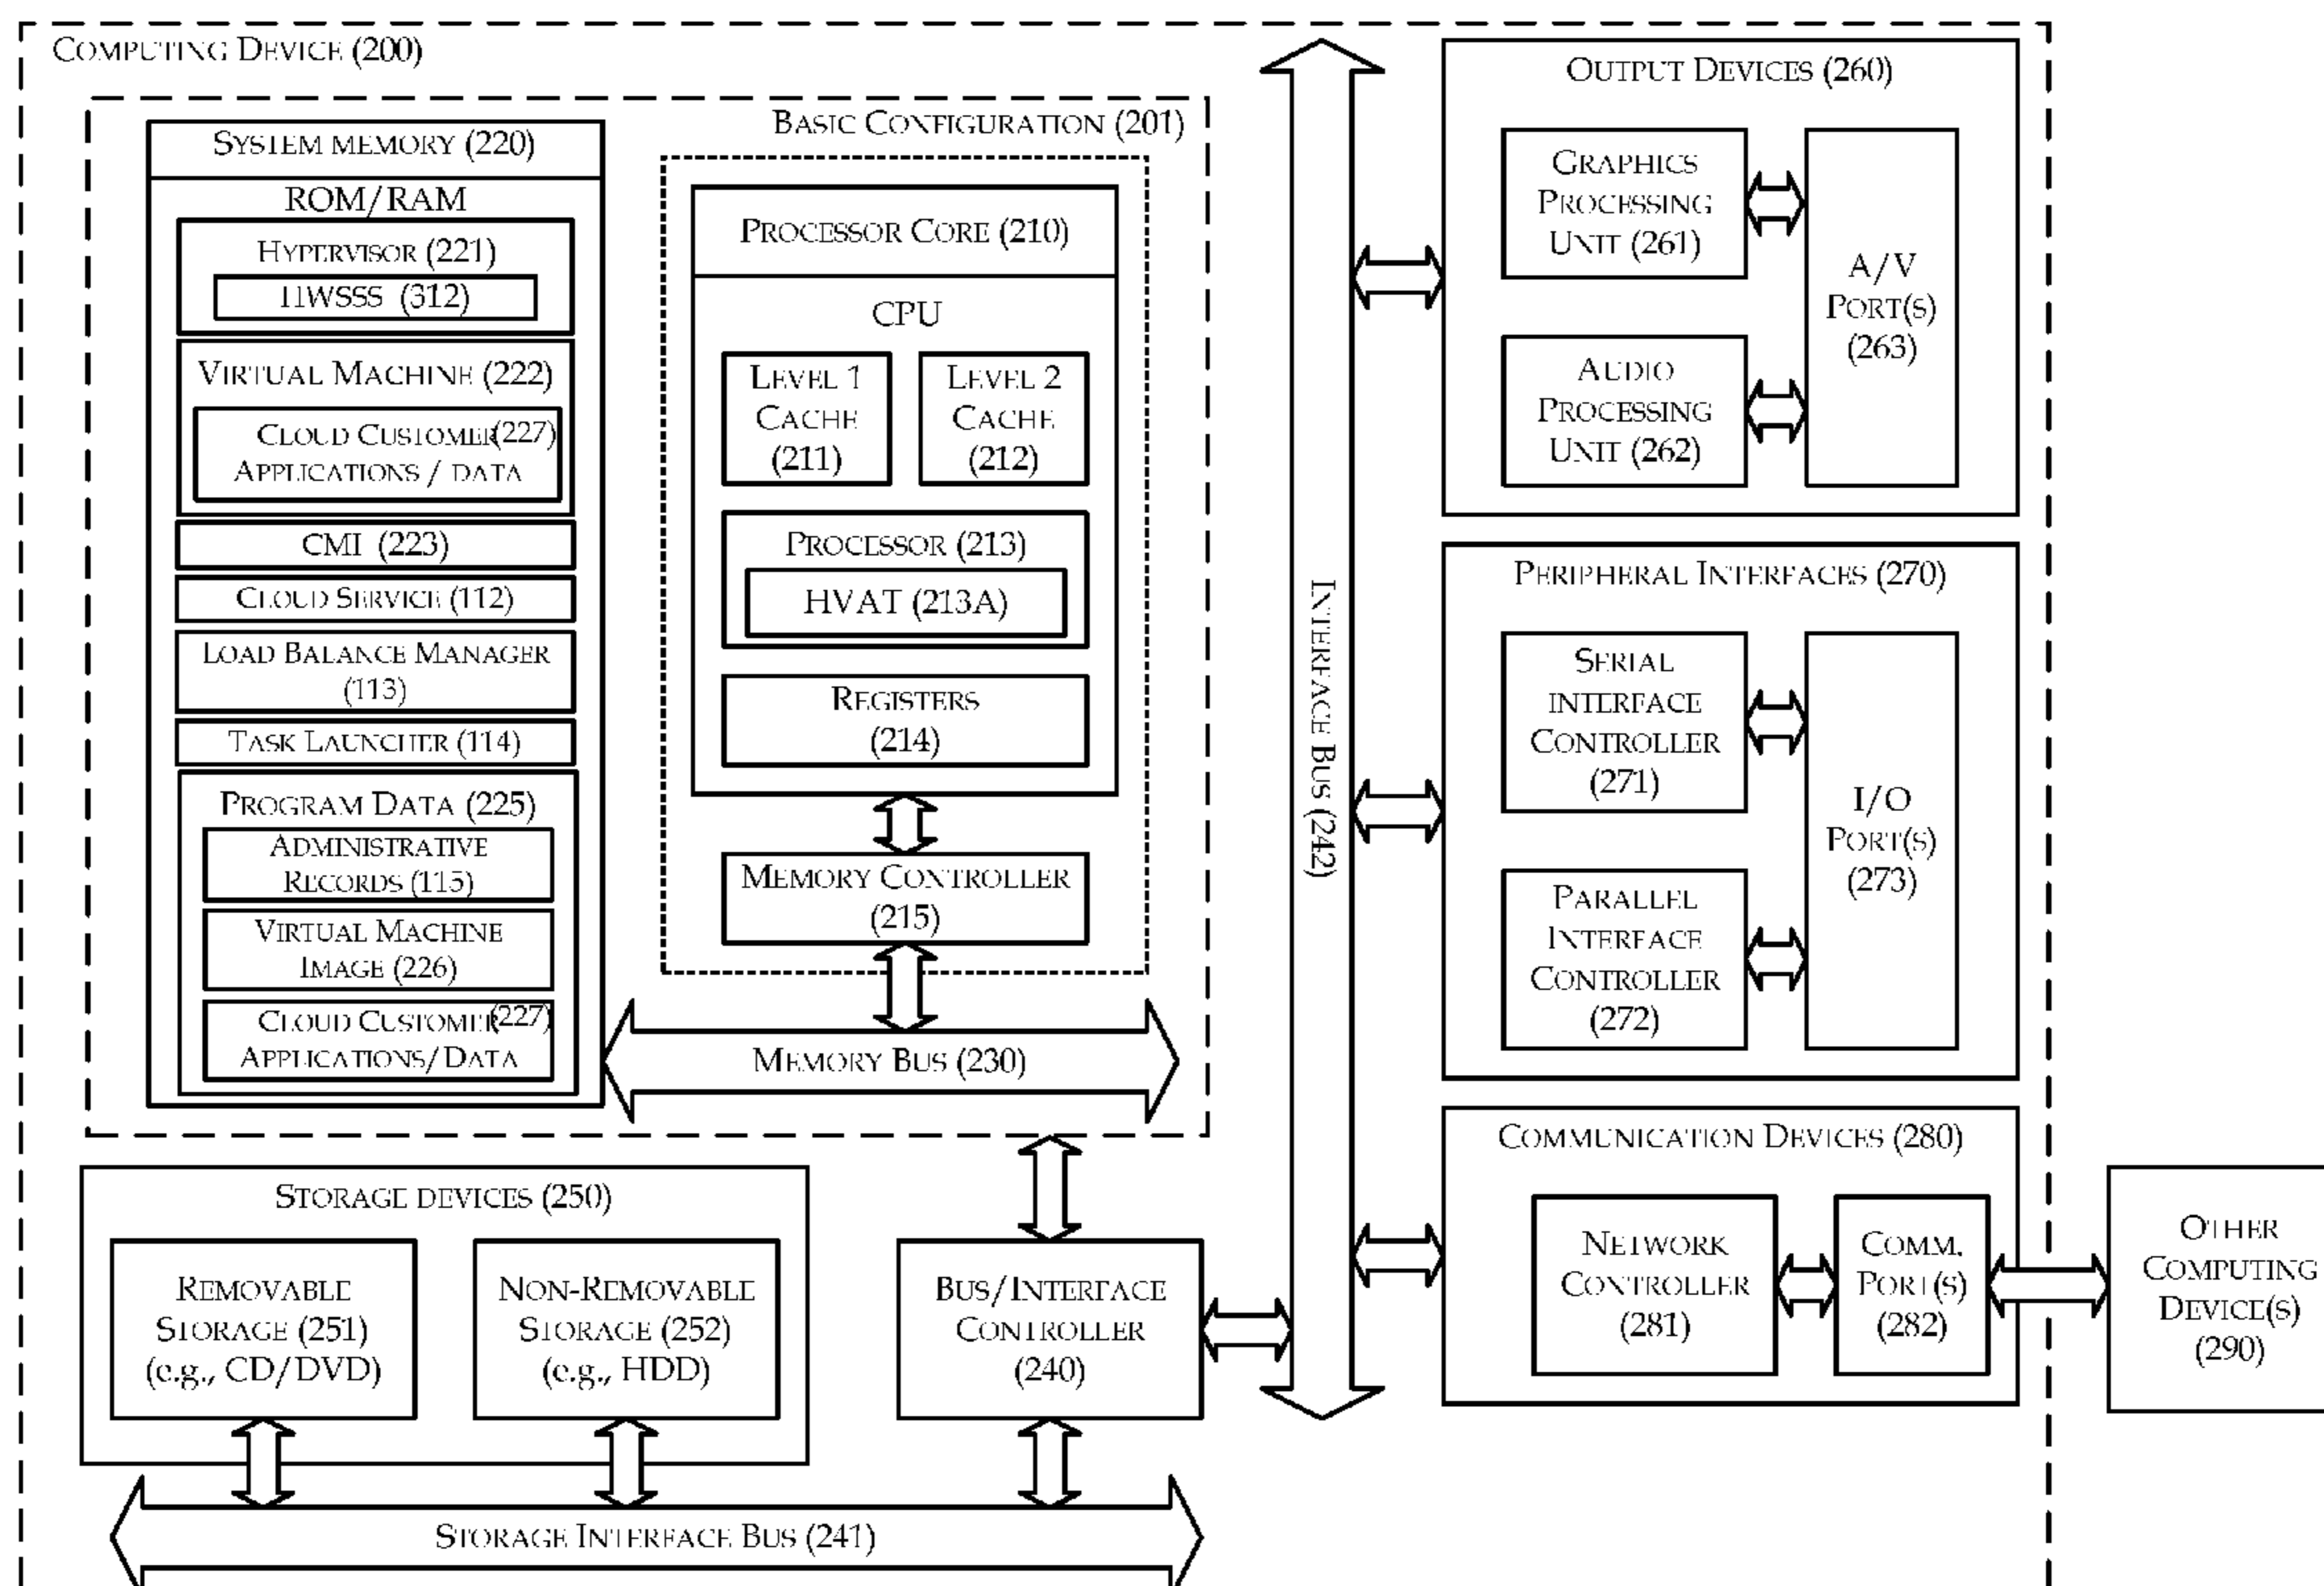 COMPUTING DEVICE (200)
BASIC CONFIGURATION (201)
SYSTEM MEMORY (220)
ROM/RAM
HYPERVISOR (221)
HWSSS (312)
VIRTUAL MACHINE (222)
CLOUD CUSTOMER (227)
APPLICATIONS / DATA
CMI (223)
CLOUD SERVICE (112)
LOAD BALANCE MANAGER
(113)
TASK LAUNCHER (114)
PROGRAM DATA (225)
ADMINISTRATIVE
RECORDS (115)
VIRTUAL MACHINE
IMAGE (226)
CLOUD CUSTOMER (227)
APPLICATIONS/DATA
PROCESSOR CORE (210)
CPU
LEVEL 1
CACHE
(211)
LEVEL 2
CACHE
(212)
PROCESSOR (213)
HVAT (213A)
REGISTERS
(214)
MEMORY CONTROLLER
(215)
MEMORY BUS (230)
STORAGE DEVICES (250)
REMOVABLE
STORAGE (251)
(e.g., CD/DVD)
NON-REMOVABLE
STORAGE (252)
(e.g., HDD)
BUS/INTERFACE
CONTROLLER
(240)
STORAGE INTERFACE BUS (241)
INTERFACE BUS (242)
OUTPUT DEVICES (260)
GRAPHICS
PROCESSING
UNIT (261)
AUDIO
PROCESSING
UNIT (262)
A/V
PORT(S)
(263)
PERIPHERAL INTERFACES (270)
SERIAL
INTERFACE
CONTROLLER
(271)
PARALLEL
INTERFACE
CONTROLLER
(272)
I/O
PORT(S)
(273)
COMMUNICATION DEVICES (280)
NETWORK
CONTROLLER
(281)
COMM.
PORT(S)
(282)
OTHER
COMPUTING
DEVICE(S)
(290)